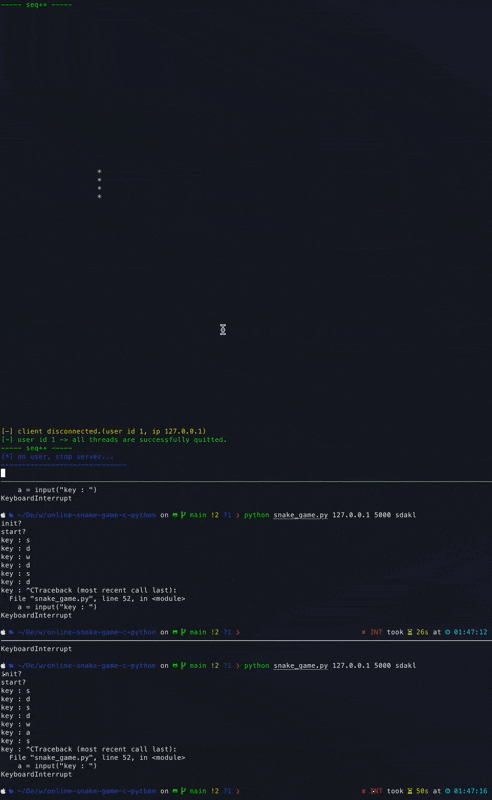 ----- seq++ -----
*
*
*
*
[-] client disconnected.(user id 1, ip 127.0.0.1)
[-] user id 1 -> all threads are successfully quitted.
----- seq++ -----
[*] on user, stop server...
-------------------------------
a = input("key : ")
KeyboardInterrupt
~/De/w/online-snake-game-c-python on main !2 ?1 ❯ python snake_game.py 127.0.0.1 5000 sdakl
init?
start?
key : s
key : d
key : w
key : d
key : s
key : d
key : ^CTraceback (most recent call last):
File "snake_game.py", line 52, in <module>
a = input("key : ")
KeyboardInterrupt
~/De/w/online-snake-game-c-python on main !2 ?1 ❯ ✘ INT took 26s at 01:47:12
KeyboardInterrupt
~/De/w/online-snake-game-c-python on main !2 ?1 ❯ python snake_game.py 127.0.0.1 5000 sdakl
init?
start?
key : s
key : d
key : s
key : d
key : w
key : a
key : s
key : ^CTraceback (most recent call last):
File "snake_game.py", line 52, in <module>
a = input("key : ")
KeyboardInterrupt
~/De/w/online-snake-game-c-python on main !2 ?1 ❯ ✘ INT took 50s at 01:47:16